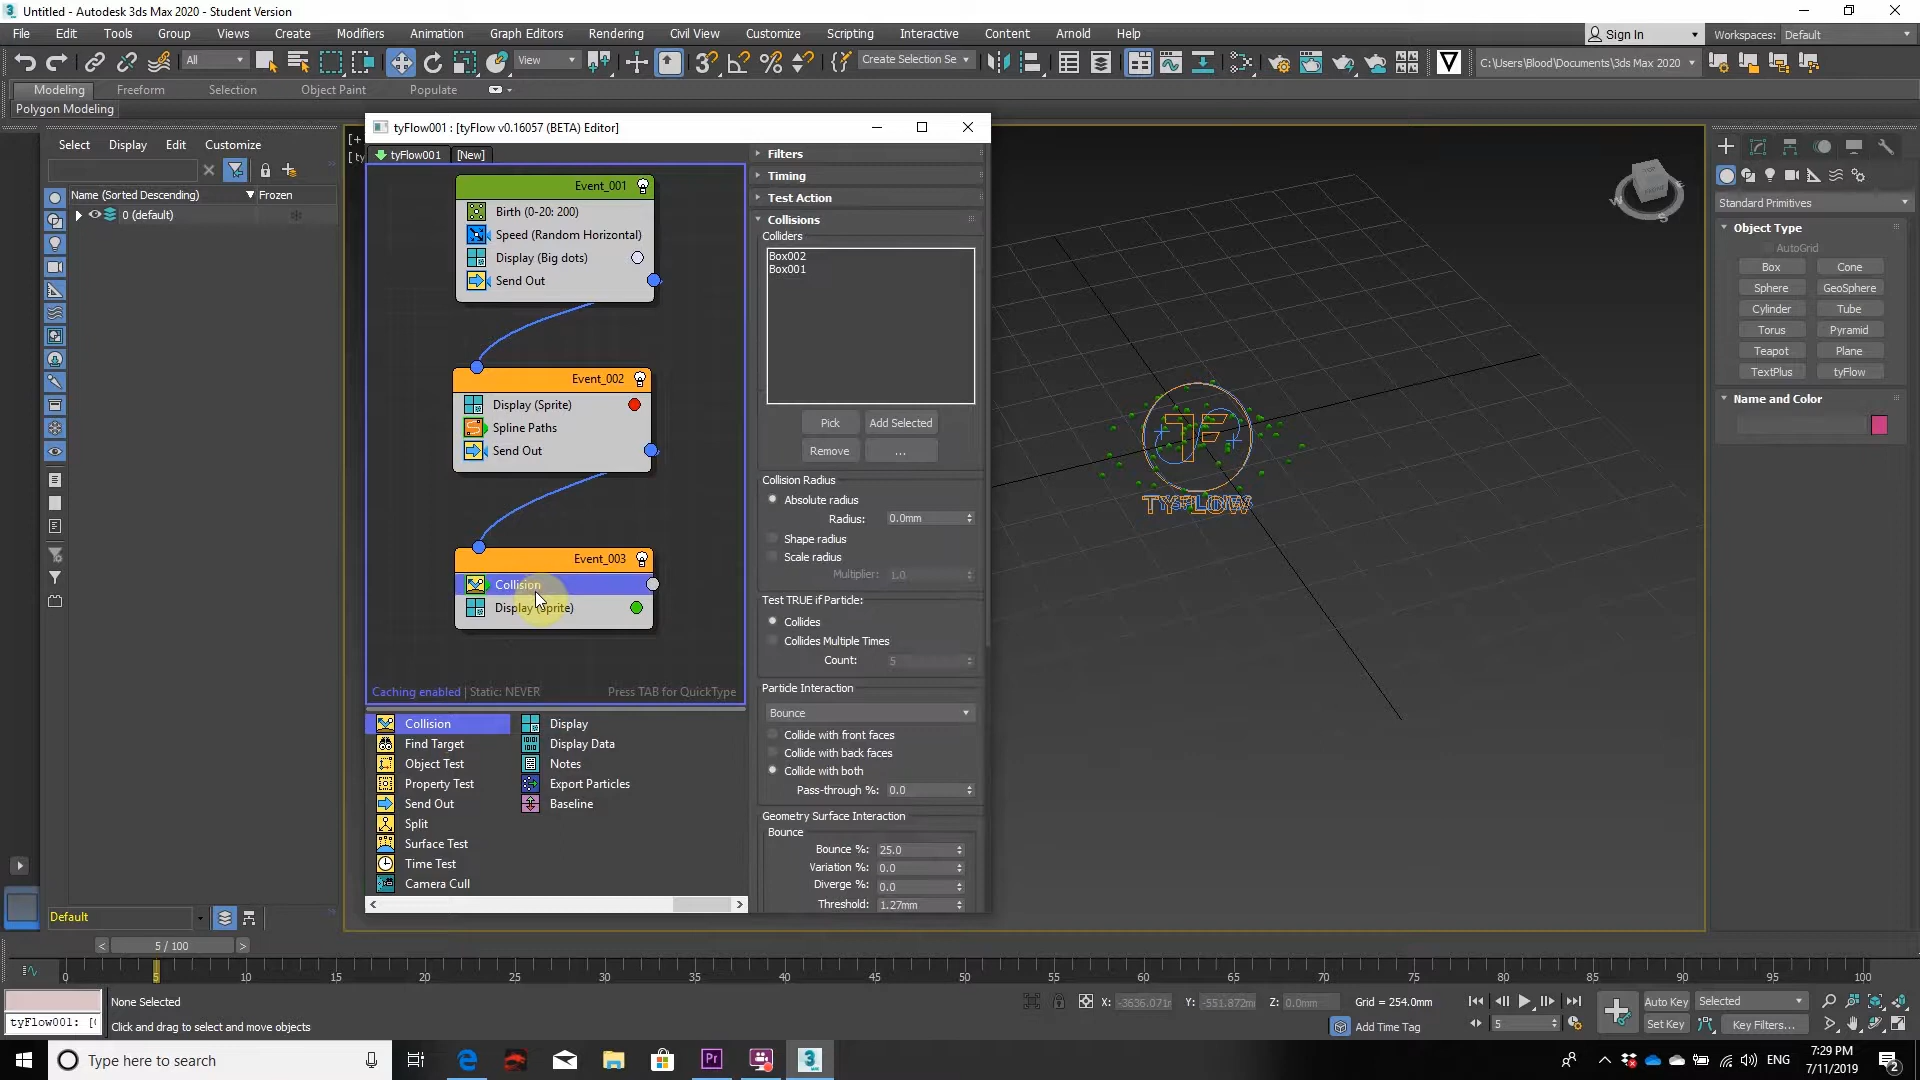 Untitled - Autodesk 3ds Max 2020 - Student Version
File Edit Tools Group Views Create Modifiers Animation Graph Editors Rendering Civil View Customize Scripting Interactive Content Arnold Help
Sign In
Workspaces: Default
All
View
Create Selection Se
C:\Users\Blood\Documents\3ds Max 2020
Modeling Freeform Selection Object Paint Populate
Polygon Modeling
Select Display Edit Customize
Name (Sorted Descending) Frozen
0 (default)
tyFlow001 : [tyFlow v0.16057 (BETA) Editor]
tyFlow001 [New]
Event_001
Birth (0-20: 200)
Speed (Random Horizontal)
Display (Big dots)
Send Out
Event_002
Display (Sprite)
Spline Paths
Send Out
Event_003
Collision
Display (Sprite)
Caching enabled | Static: NEVER
Press TAB for QuickType
Collision
Find Target
Object Test
Property Test
Send Out
Split
Surface Test
Time Test
Camera Cull
Display
Display Data
Notes
Export Particles
Baseline
Filters
Timing
Test Action
Collisions
Colliders
Box002
Box001
Pick Add Selected
Remove ...
Collision Radius
Absolute radius
Radius: 0.0mm
Shape radius
Scale radius
Multiplier: 1.0
Test TRUE if Particle:
Collides
Collides Multiple Times
Count: 5
Particle Interaction
Bounce
Collide with front faces
Collide with back faces
Collide with both
Pass-through %: 0.0
Geometry Surface Interaction
Bounce
Bounce %: 25.0
Variation %: 0.0
Diverge %: 0.0
Threshold: 1.27mm
[+
[ty
TF
TYFLOW
TOP
FRONT
W
S
Standard Primitives
Object Type
AutoGrid
Box Cone
Sphere GeoSphere
Cylinder Tube
Torus Pyramid
Teapot Plane
TextPlus tyFlow
Name and Color
Default
5 / 100
0 5 10 15 20 25 30 35 40 45 50 55 60 65 70 75 80 85 90 95 100
None Selected
tyFlow001: [(
Click and drag to select and move objects
X: -3636.071m Y: -551.872m Z: 0.0mm Grid = 254.0mm
Add Time Tag
5
Auto Key Selected
Set Key Key Filters...
Type here to search
Pr
3
ENG
7:29 PM
7/11/2019
2